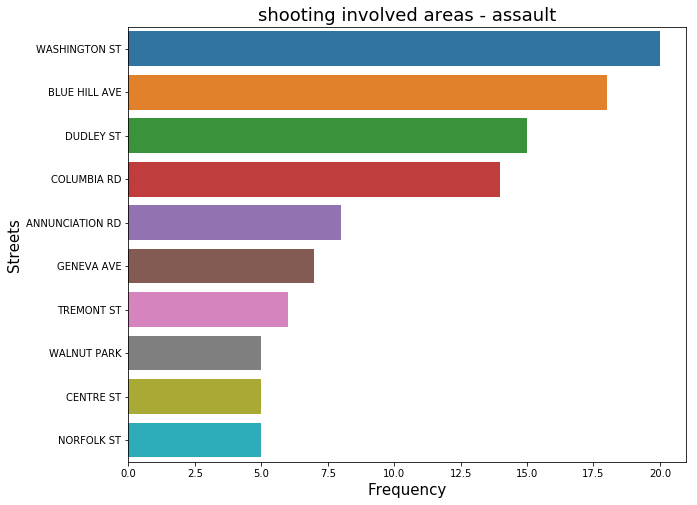 shooting involved areas - assault
WASHINGTON ST
BLUE HILL AVE
DUDLEY ST
COLUMBIA RD
ANNUNCIATION RD
GENEVA AVE
TREMONT ST
WALNUT PARK
CENTRE ST
NORFOLK ST
Streets
0.0 2.5 5.0 7.5 10.0 12.5 15.0 17.5 20.0
Frequency